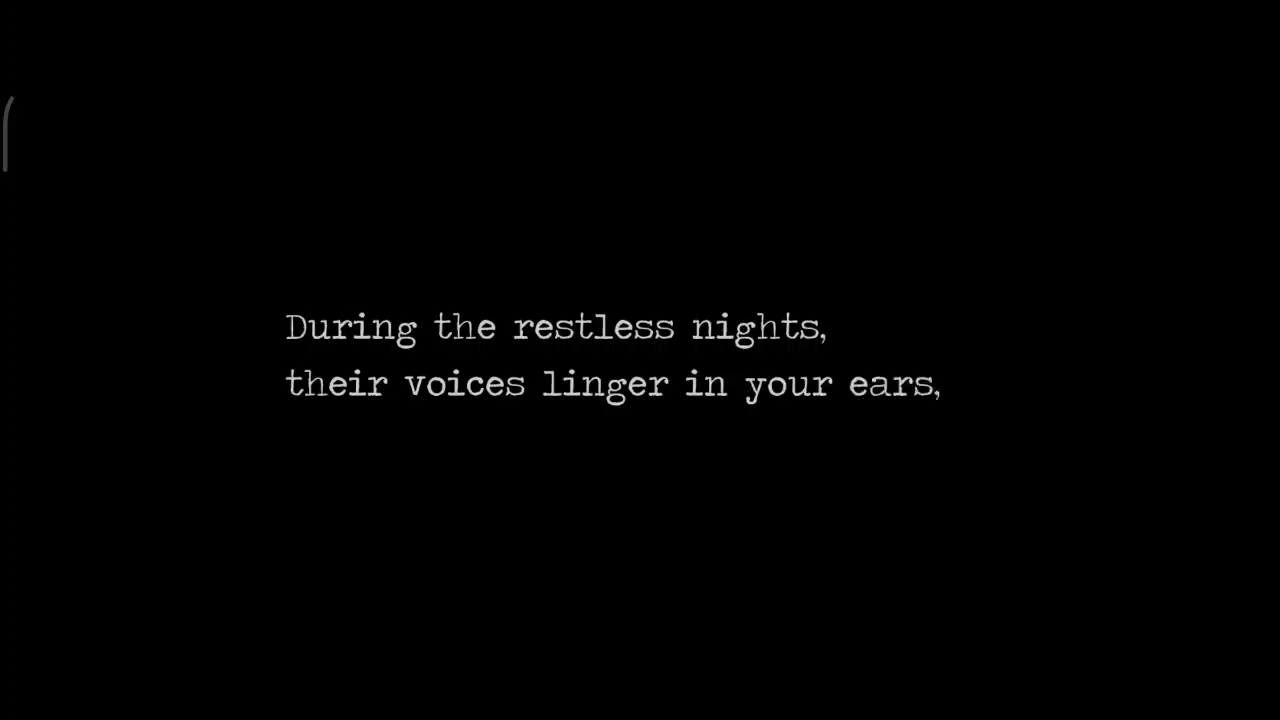 During the restless nights,
their voices linger in your ears,